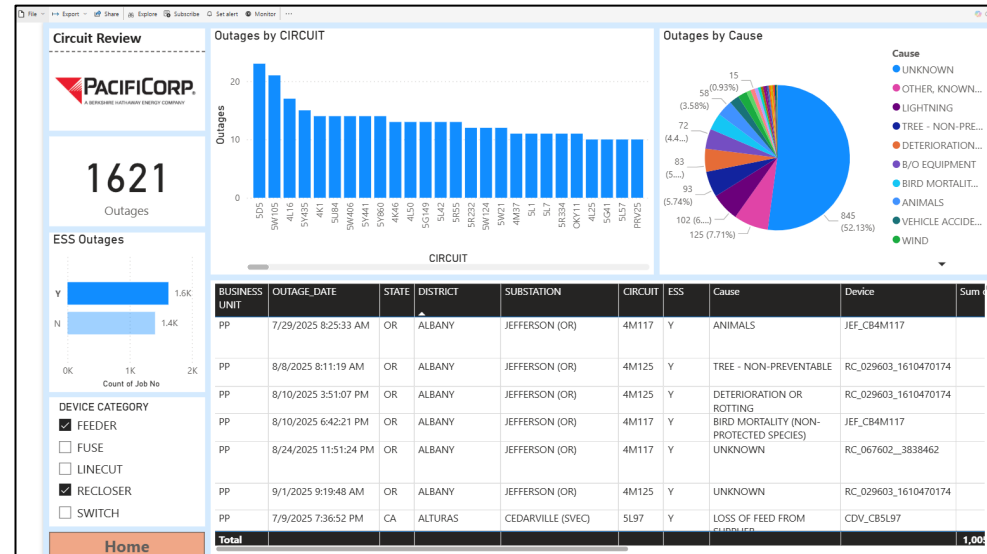 File Export Share Explore Subscribe Set alert Monitor ...
Circuit Review
PACIFICORP.
A BERKSHIRE HATHAWAY ENERGY COMPANY
1621
Outages
ESS Outages
Y 1.6K
N 1.4K
0K 1K 2K
Count of Job No
DEVICE CATEGORY
FEEDER
FUSE
LINECUT
RECLOSER
SWITCH
Home
Outages by CIRCUIT
Outages
20
10
0
5D5 5W105 4L16 5Y435 4K1 5U84 5W406 5Y441 5Y860 4K46 4L50 5G149 5L42 5R55 5R232 5W124 5W21 4M37 5L1 5L7 5R334 OKY11 4L25 5G41 5L57 PRV25
CIRCUIT
Outages by Cause
15
(0.93%)
58
(3.58%)
72
(4.4...)
83
(5....)
93
(5.74%)
102 (6....)
125 (7.71%)
845
(52.13%)
Cause
UNKNOWN
OTHER, KNOWN...
LIGHTNING
TREE - NON-PRE...
DETERIORATION...
B/O EQUIPMENT
BIRD MORTALIT...
ANIMALS
VEHICLE ACCIDE...
WIND
BUSINESS UNIT OUTAGE_DATE STATE DISTRICT SUBSTATION CIRCUIT ESS Cause Device Sum
PP 7/29/2025 8:25:33 AM OR ALBANY JEFFERSON (OR) 4M117 Y ANIMALS JEF_CB4M117
PP 8/8/2025 8:11:19 AM OR ALBANY JEFFERSON (OR) 4M125 Y TREE - NON-PREVENTABLE RC_029603_1610470174
PP 8/10/2025 3:51:07 PM OR ALBANY JEFFERSON (OR) 4M125 Y DETERIORATION OR ROTTING RC_029603_1610470174
PP 8/10/2025 6:42:21 PM OR ALBANY JEFFERSON (OR) 4M117 Y BIRD MORTALITY (NON-PROTECTED SPECIES) JEF_CB4M117
PP 8/24/2025 11:51:24 PM OR ALBANY JEFFERSON (OR) 4M117 Y UNKNOWN RC_067602__3838462
PP 9/1/2025 9:19:48 AM OR ALBANY JEFFERSON (OR) 4M125 Y UNKNOWN RC_029603_1610470174
PP 7/9/2025 7:36:52 PM CA ALTURAS CEDARVILLE (SVEC) 5L97 Y LOSS OF FEED FROM SUPPLIER CDV_CB5L97
Total 1,005